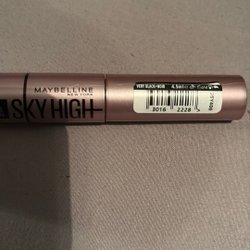 MAYBELLINE
NEW YORK
SKY HIGH
VERY BLACK-NOIR
3016 2228